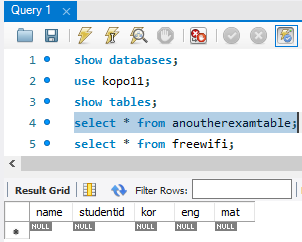 Query 1
1 show databases;
2 use kopo11;
3 show tables;
4 select * from anoutherexamtable;
5 select * from freewifi;
Result Grid Filter Rows:
name studentid kor eng mat
NULL NULL NULL NULL NULL